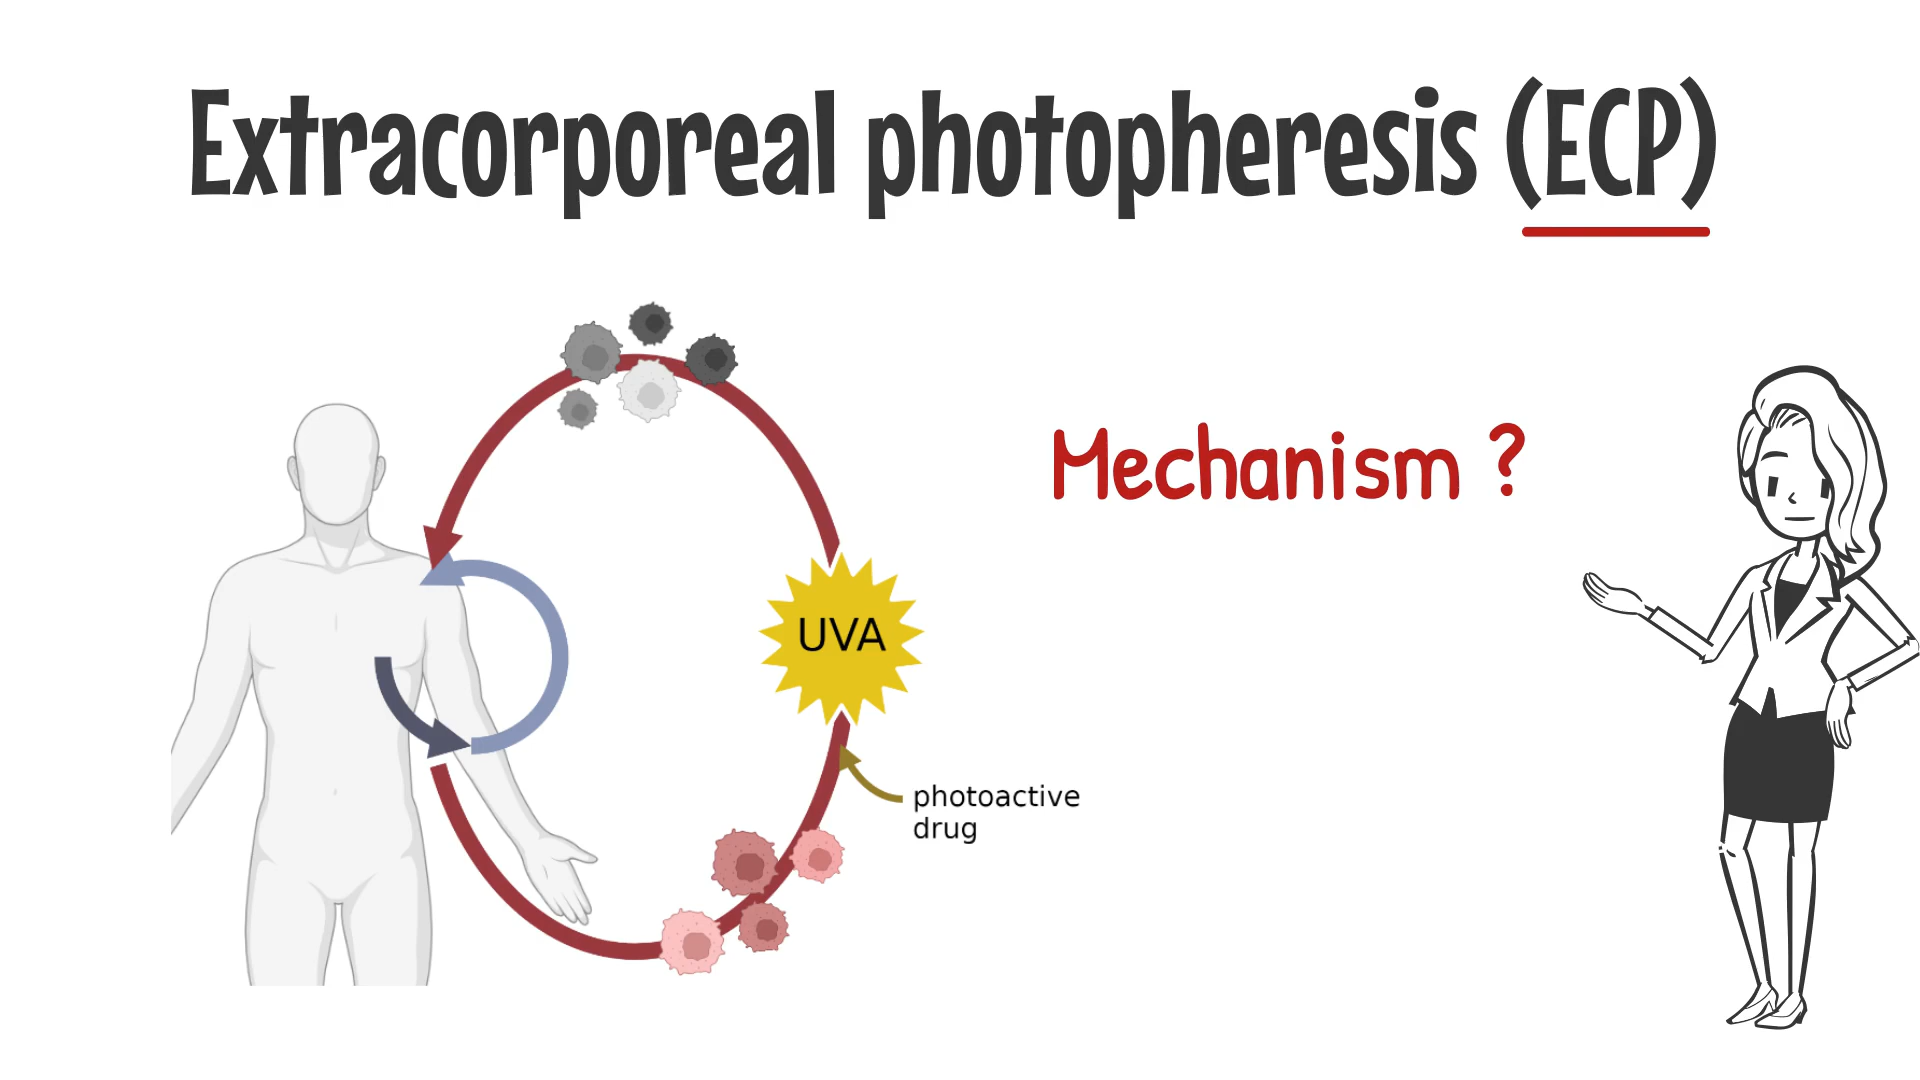 Extracorporeal photopheresis (ECP)
Mechanism ?
UVA
photoactive
drug